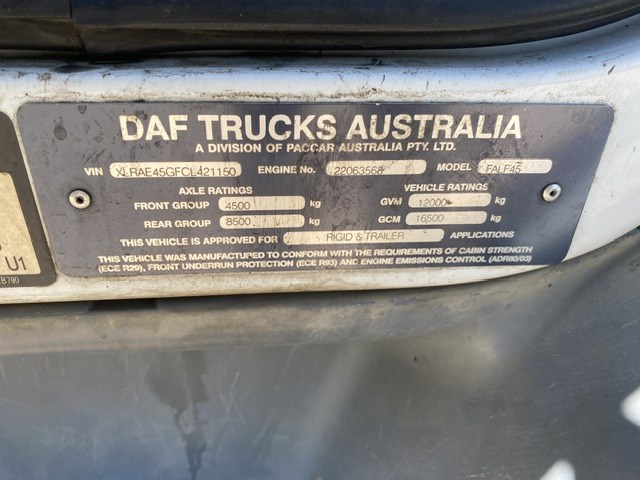 DAF TRUCKS AUSTRALIA
A DIVISION OF PACCAR AUSTRALIA PTY. LTD.
VIN XLRAE45GFCL421150 ENGINE No. 22063568 MODEL FALF45
AXLE RATINGS VEHICLE RATINGS
FRONT GROUP 4500 kg GVM 12000 kg
REAR GROUP 8500 kg GCM 16500 kg
THIS VEHICLE IS APPROVED FOR RIGID & TRAILER APPLICATIONS
THIS VEHICLE WAS MANUFACTURED TO CONFORM WITH THE REQUIREMENTS OF CABIN STRENGTH
(ECE R29), FRONT UNDERRUN PROTECTION (ECE R93) AND ENGINE EMISSIONS CONTROL (ADR80/03)
U1